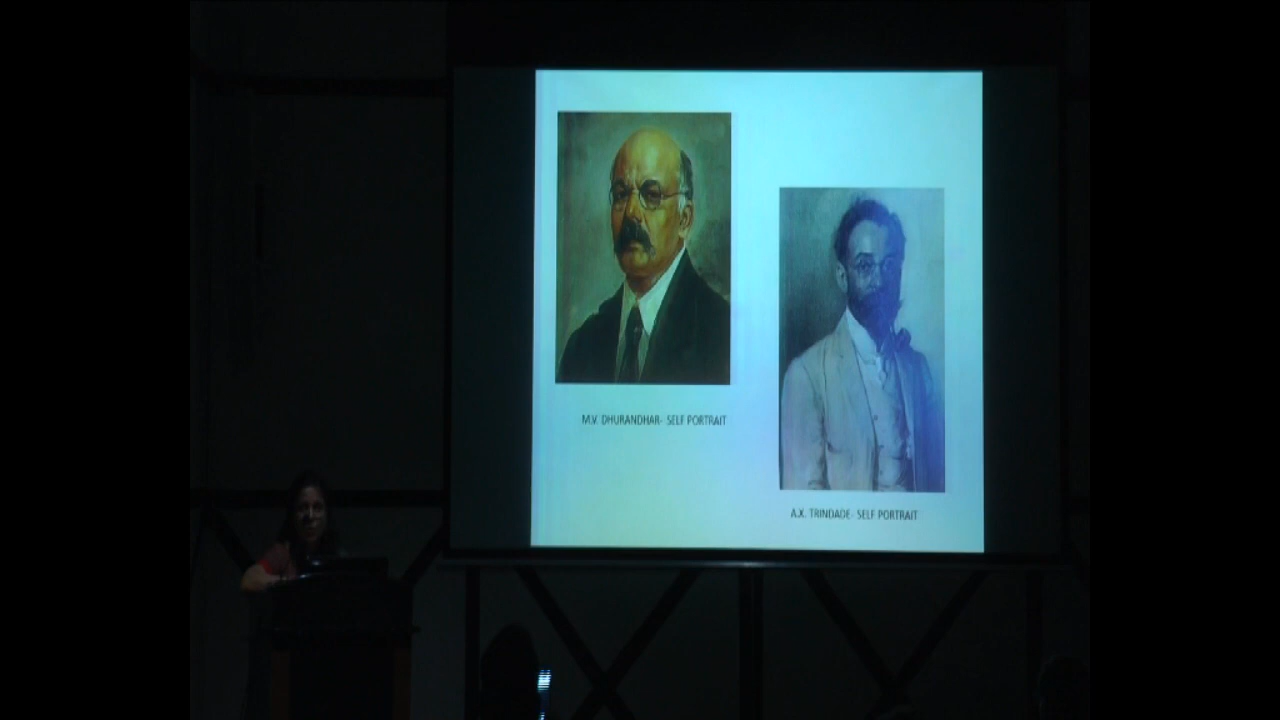 M.V. DHURANDHAR- SELF PORTRAIT
A.X. TRINDADE- SELF PORTRAIT